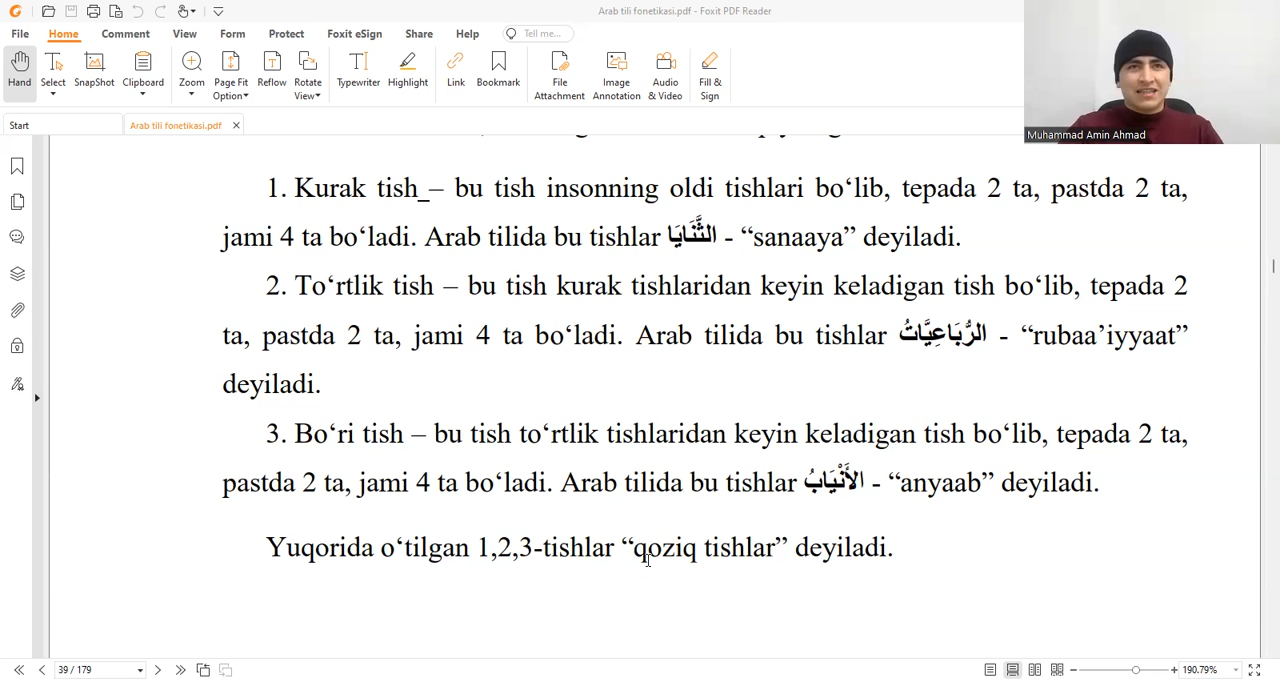 Arab tili fonetikasi.pdf - Foxit PDF Reader
File Home Comment View Form Protect Foxit eSign Share Help Tell me...
Hand Select SnapShot Clipboard Zoom Page Fit Option Reflow Rotate View Typewriter Highlight Link Bookmark File Attachment Image Annotation Audio & Video Fill & Sign
Muhammad Amin Ahmad
Start Arab tili fonetikasi.pdf
1. Kurak tish_– bu tish insonning oldi tishlari bo‘lib, tepada 2 ta, pastda 2 ta,
jami 4 ta bo‘ladi. Arab tilida bu tishlar الثَّنَايَا - “sanaaya” deyiladi.
2. To‘rtlik tish – bu tish kurak tishlaridan keyin keladigan tish bo‘lib, tepada 2
ta, pastda 2 ta, jami 4 ta bo‘ladi. Arab tilida bu tishlar الرُّبَاعِيَّاتُ - “rubaa’iyyaat”
deyiladi.
3. Bo‘ri tish – bu tish to‘rtlik tishlaridan keyin keladigan tish bo‘lib, tepada 2 ta,
pastda 2 ta, jami 4 ta bo‘ladi. Arab tilida bu tishlar الأَنْيَابُ - “anyaab” deyiladi.
Yuqorida o‘tilgan 1,2,3-tishlar “qoziq tishlar” deyiladi.
39 / 179 190.79%